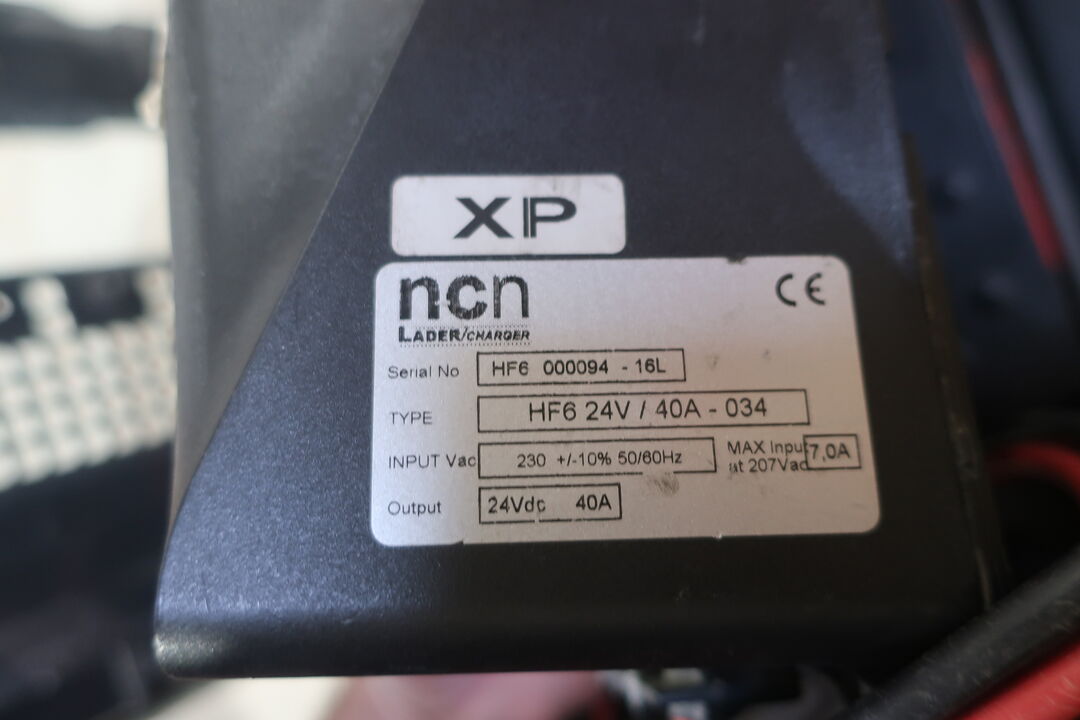 XP
ncn
CE
LADER/CHARGER
Serial No HF6 000094 - 16L
TYPE HF6 24V / 40A - 034
INPUT Vac 230 +/-10% 50/60Hz MAX Input 7,0A
at 207Vac
Output 24Vdc 40A